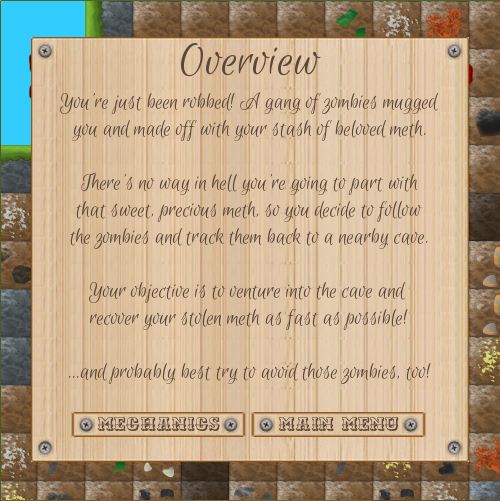 Overview
You're just been robbed! A gang of zombies mugged
you and made off with your stash of beloved meth.
There's no way in hell you're going to part with
that sweet, precious meth, so you decide to follow
the zombies and track them back to a nearby cave.
Your objective is to venture into the cave and
recover your stolen meth as fast as possible!
...and probably best try to avoid those zombies, too!
MECHANICS
MAIN MENU